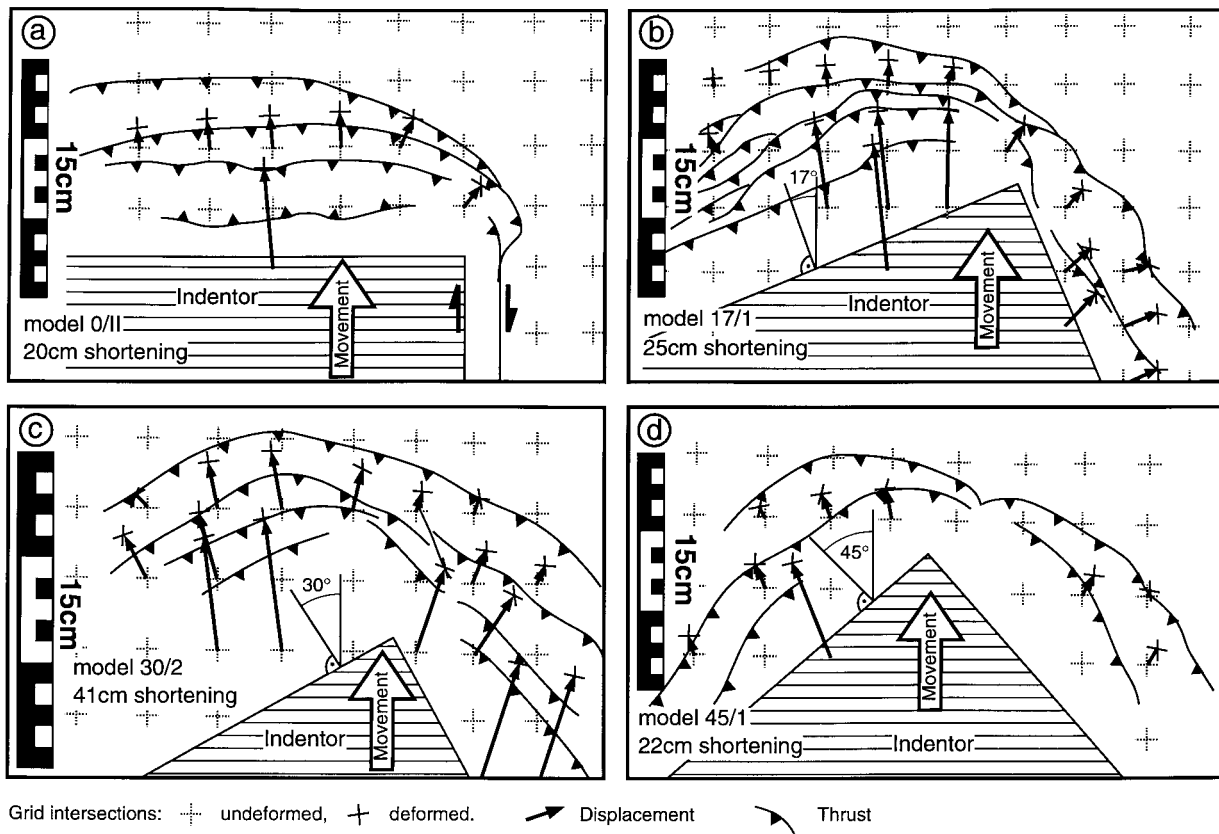 a
15cm
Indentor
Movement
model 0/II
20cm shortening
b
15cm
17°
Indentor
Movement
model 17/1
25cm shortening
c
15cm
30°
model 30/2
41cm shortening
Indentor
Movement
d
15cm
45°
Movement
model 45/1
22cm shortening
Indentor
Grid intersections: undeformed, deformed. Displacement Thrust